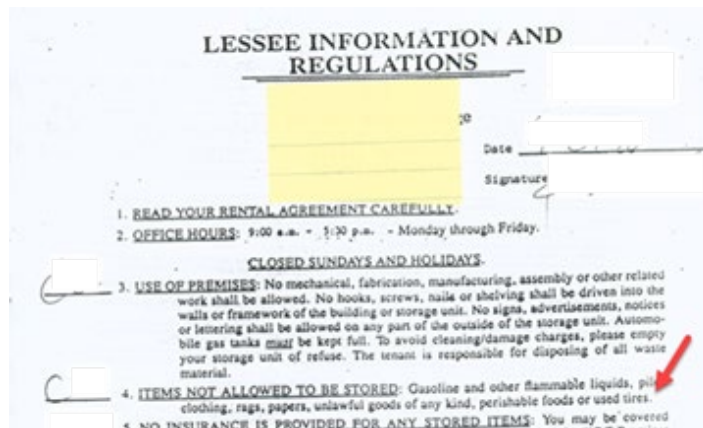 LESSEE INFORMATION AND
REGULATIONS
Date
Signature
1. READ YOUR RENTAL AGREEMENT CAREFULLY.
2. OFFICE HOURS: 9:00 a.m. - 5:30 p.m. - Monday through Friday.
CLOSED SUNDAYS AND HOLIDAYS.
3. USE OF PREMISES: No mechanical, fabrication, manufacturing, assembly or other related
work shall be allowed. No hooks, screws, nails or shelving shall be driven into the
walls or framework of the building or storage unit. No signs, advertisements, notices
or lettering shall be allowed on any part of the outside of the storage unit. Automo-
bile gas tanks must be kept full. To avoid cleaning/damage charges, please empty
your storage unit of refuse. The tenant is responsible for disposing of all waste
material.
4. ITEMS NOT ALLOWED TO BE STORED: Gasoline and other flammable liquids,
clothing, rags, papers, unlawful goods of any kind, perishable foods or used tires.
5 NO INSURANCE IS PROVIDED FOR ANY STORED ITEMS: You may be covered